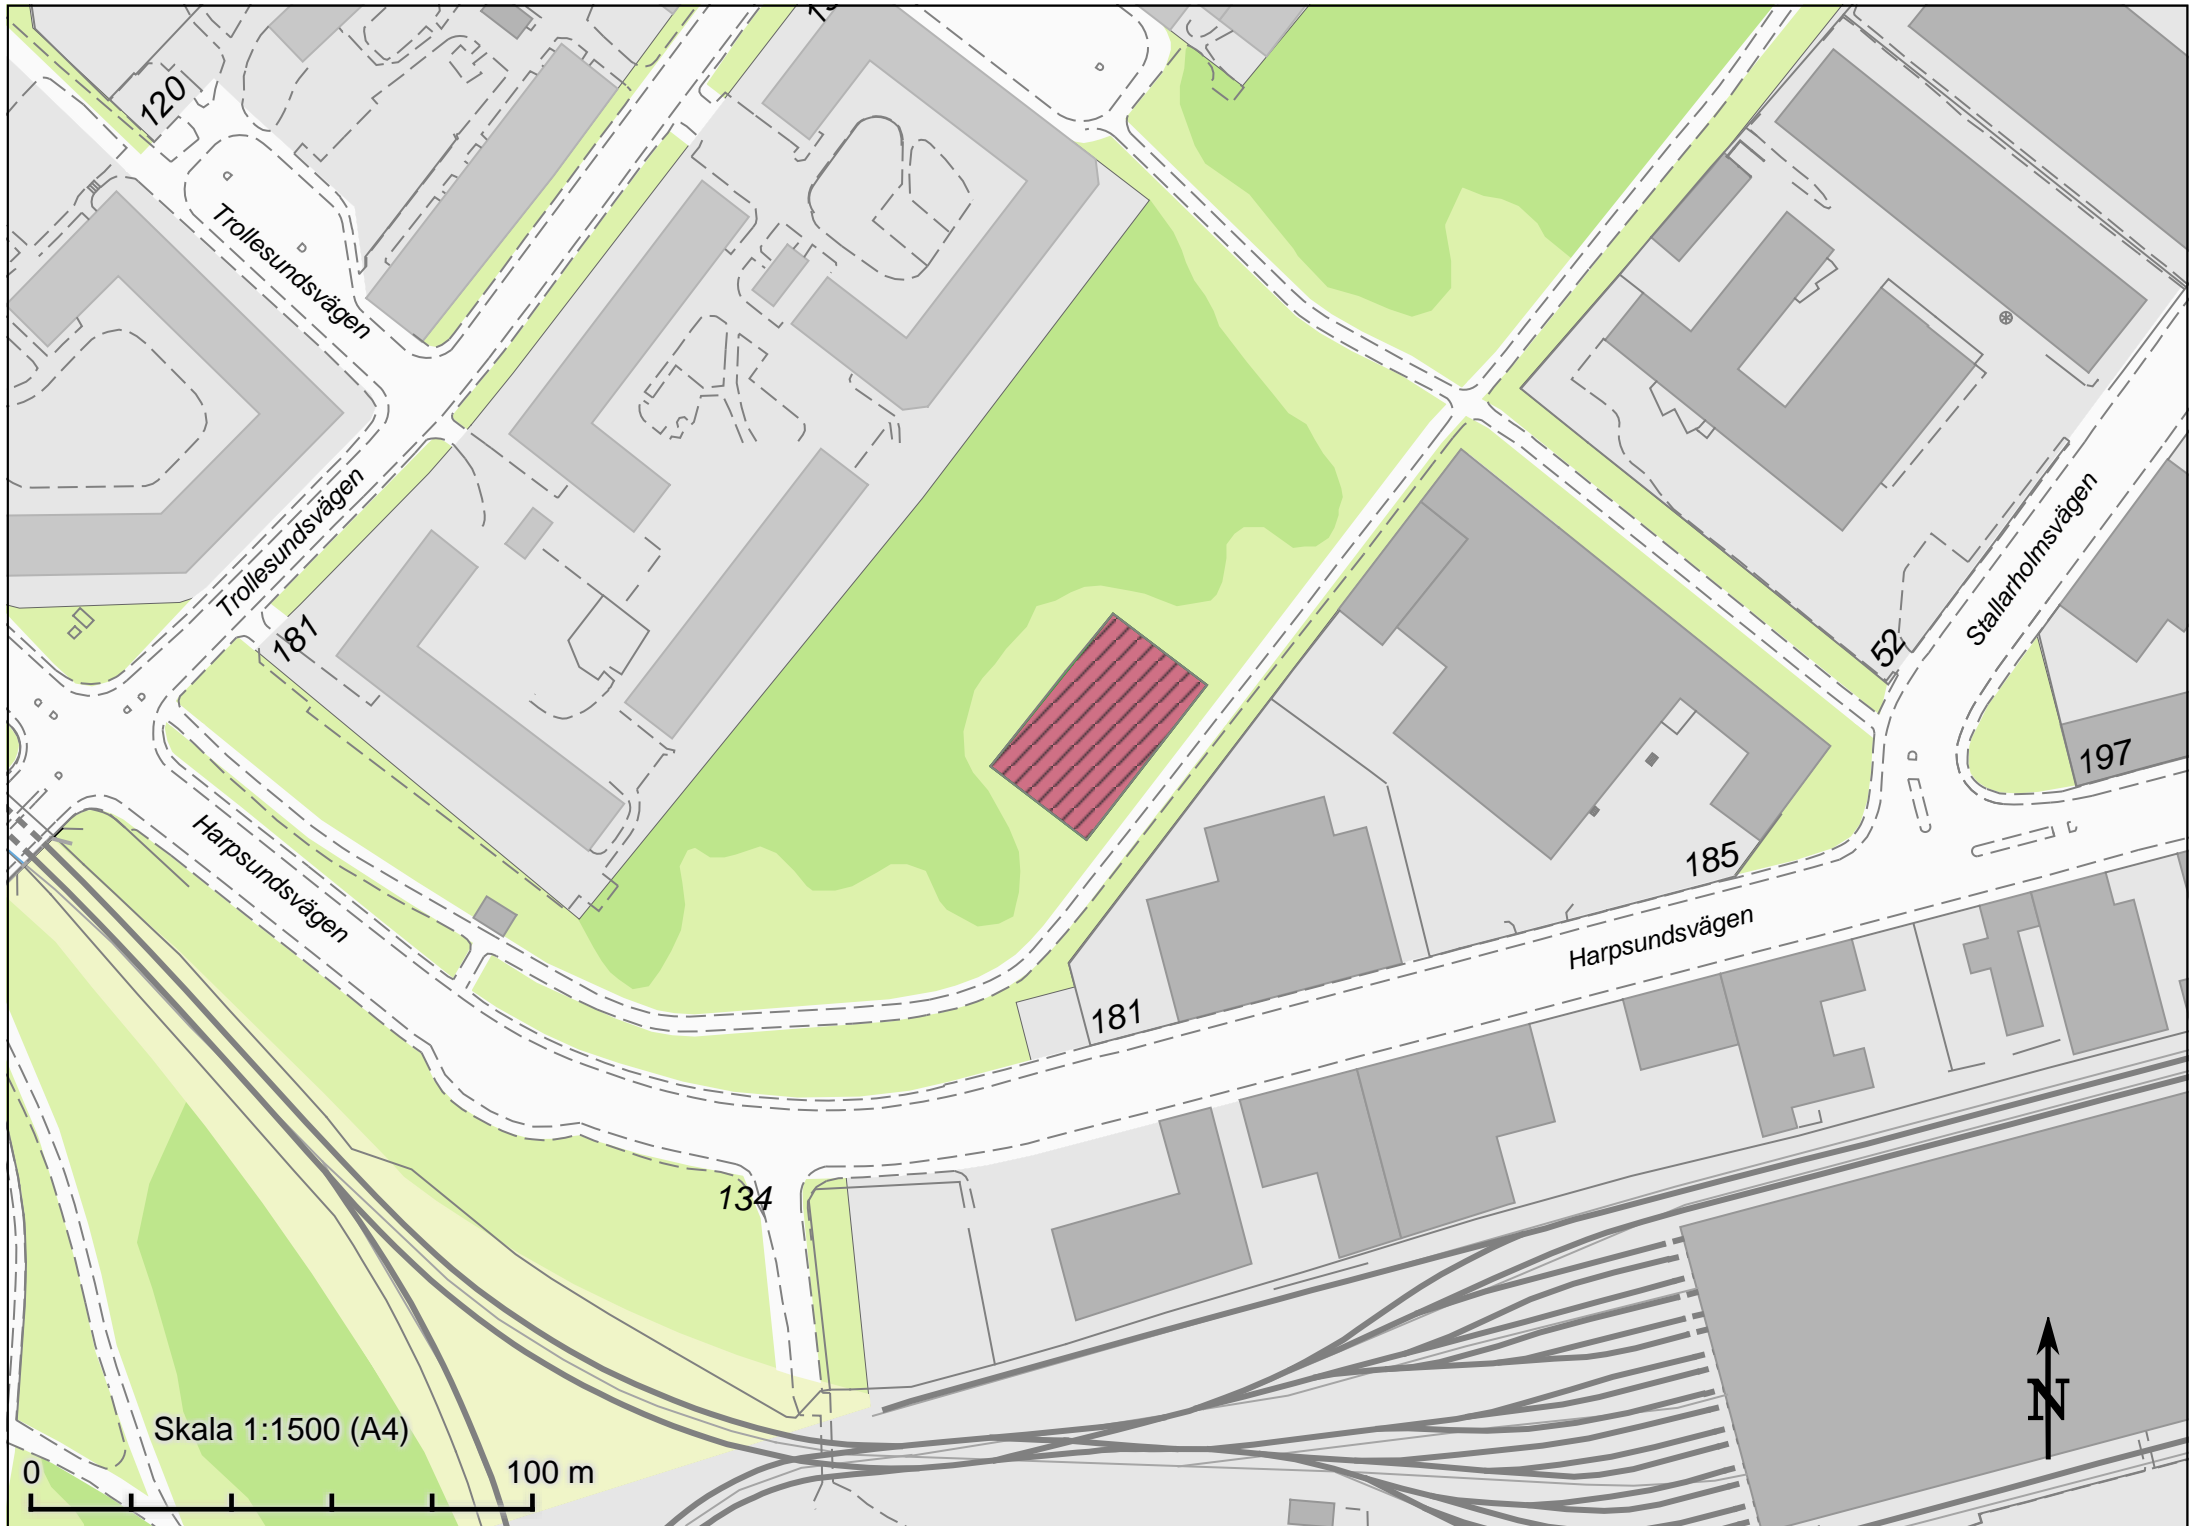 120
Trollesundsvägen
Trollesundsvägen
181
Stallarholmsvägen
52
197
185
Harpsundsvägen
Harpsundsvägen
181
134
Skala 1:1500 (A4)
0 100 m
N